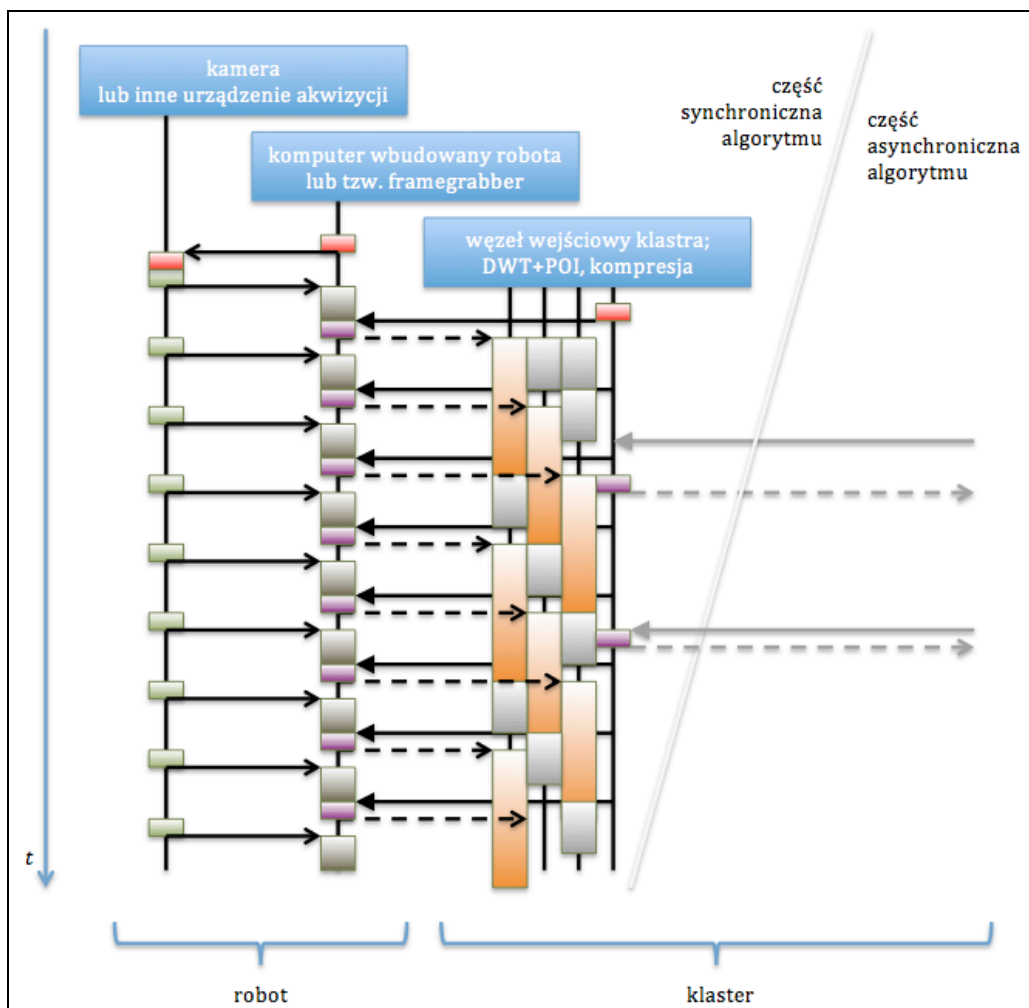 kamera
lub inne urządzenie akwizycji
komputer wbudowany robota
lub tzw. framegrabber
węzeł wejściowy klastra;
DWT+POI, kompresja
część
synchroniczna
algorytmu
część
asynchroniczna
algorytmu
t
robot
klaster